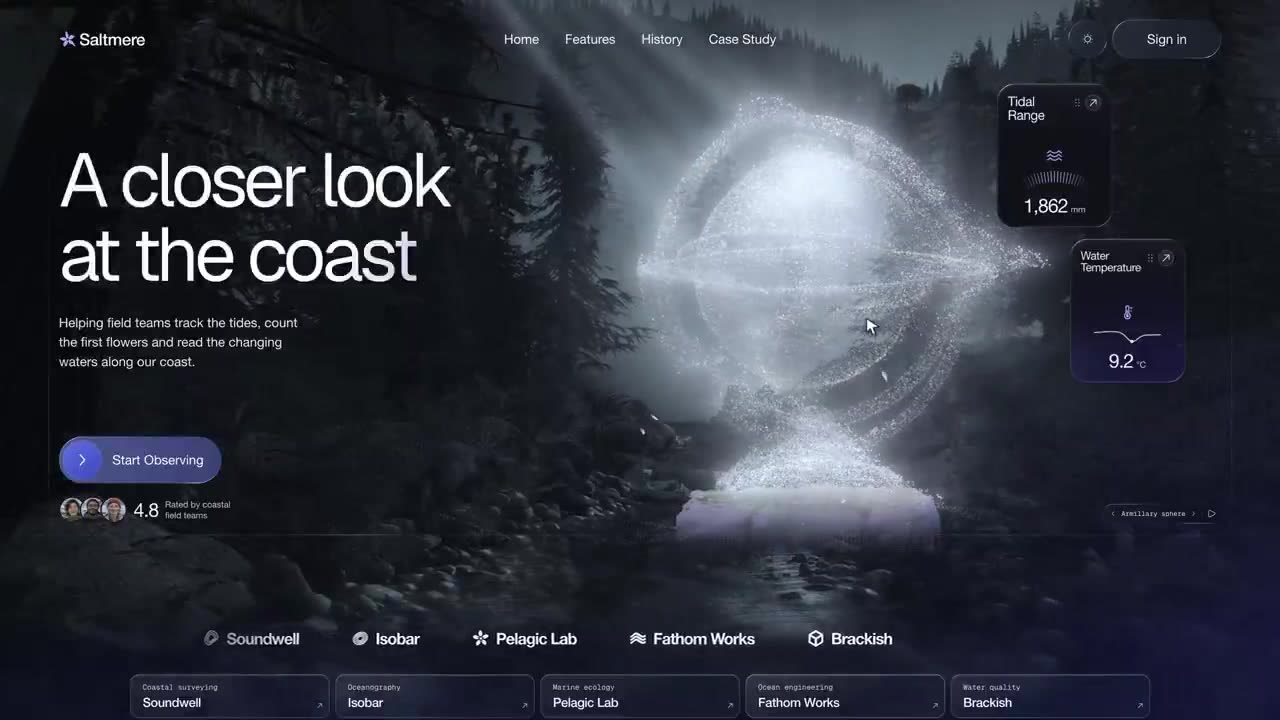 Saltmere
Home
Features
History
Case Study
Sign in
A closer look
at the coast
Helping field teams track the tides, count
the first flowers and read the changing
waters along our coast.
Start Observing
4.8
Rated by coastal
field teams
Tidal
Range
1,862 mm
Water
Temperature
9.2 °C
Armillary sphere
Soundwell
Isobar
Pelagic Lab
Fathom Works
Brackish
Coastal surveying
Soundwell
Oceanography
Isobar
Marine ecology
Pelagic Lab
Ocean engineering
Fathom Works
Water quality
Brackish